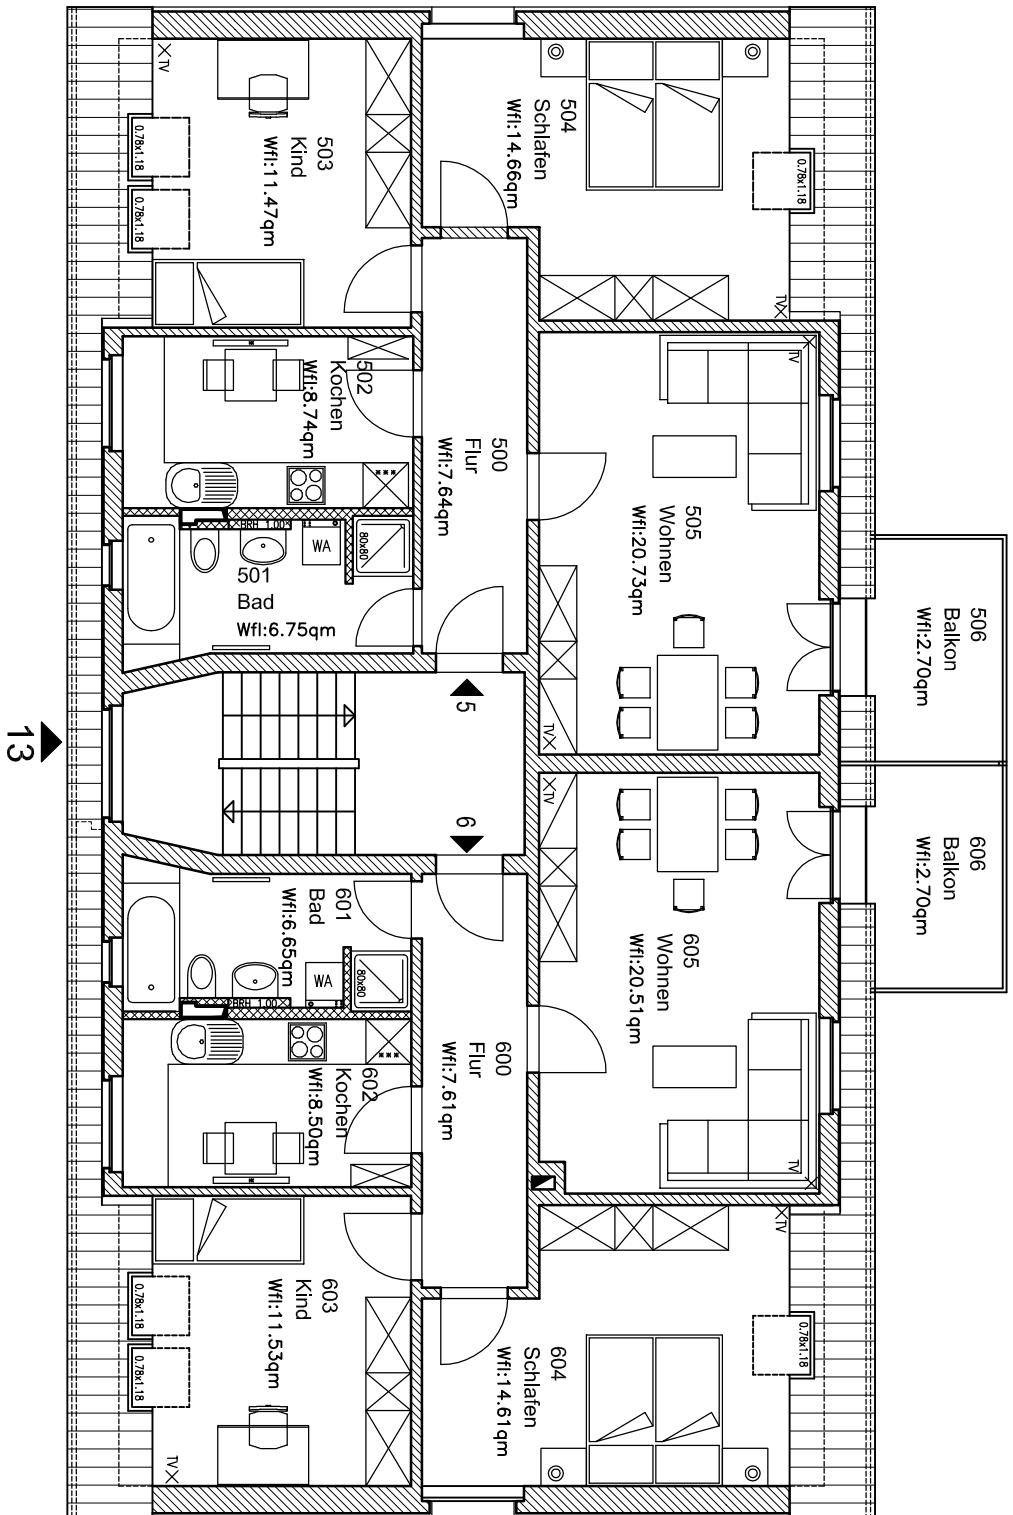 504
Schlafen
Wfl:14.66qm
0.78x1.18
TV
503
Kind
Wfl:11.47qm
TV
0.78x1.18
0.78x1.18
502
Kochen
Wfl:8.74qm
500
Flur
Wfl:7.64qm
505
Wohnen
Wfl:20.73qm
TV
TV
506
Balkon
Wfl:2.70qm
BRH 1.00
WA
80x80
501
Bad
Wfl:6.75qm
5
13
6
606
Balkon
Wfl:2.70qm
TV
605
Wohnen
Wfl:20.51qm
TV
601
Bad
Wfl:6.65qm
WA
80x80
BRH 1.00
602
Kochen
Wfl:8.50qm
600
Flur
Wfl:7.61qm
603
Kind
Wfl:11.53qm
0.78x1.18
0.78x1.18
TV
604
Schlafen
Wfl:14.61qm
0.78x1.18
TV